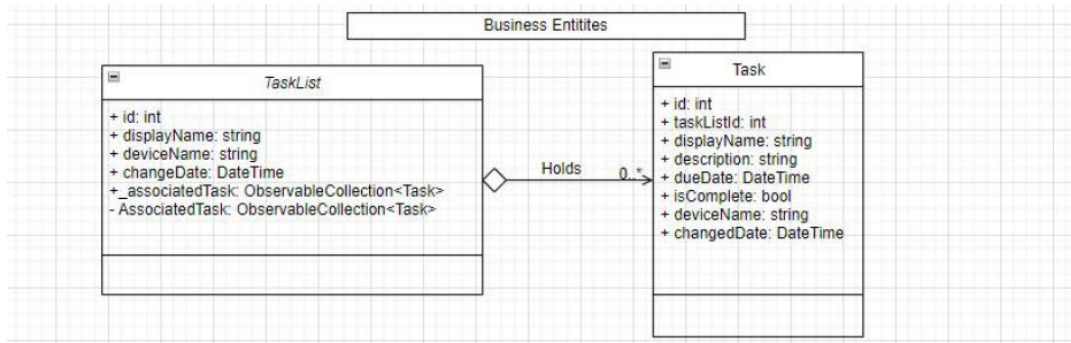 Business Entitites
TaskList
+ id: int
+ displayName: string
+ deviceName: string
+ changeDate: DateTime
+_associatedTask: ObservableCollection<Task>
- AssociatedTask: ObservableCollection<Task>
Holds
0..*
Task
+ id: int
+ taskListId: int
+ displayName: string
+ description: string
+ dueDate: DateTime
+ isComplete: bool
+ deviceName: string
+ changedDate: DateTime